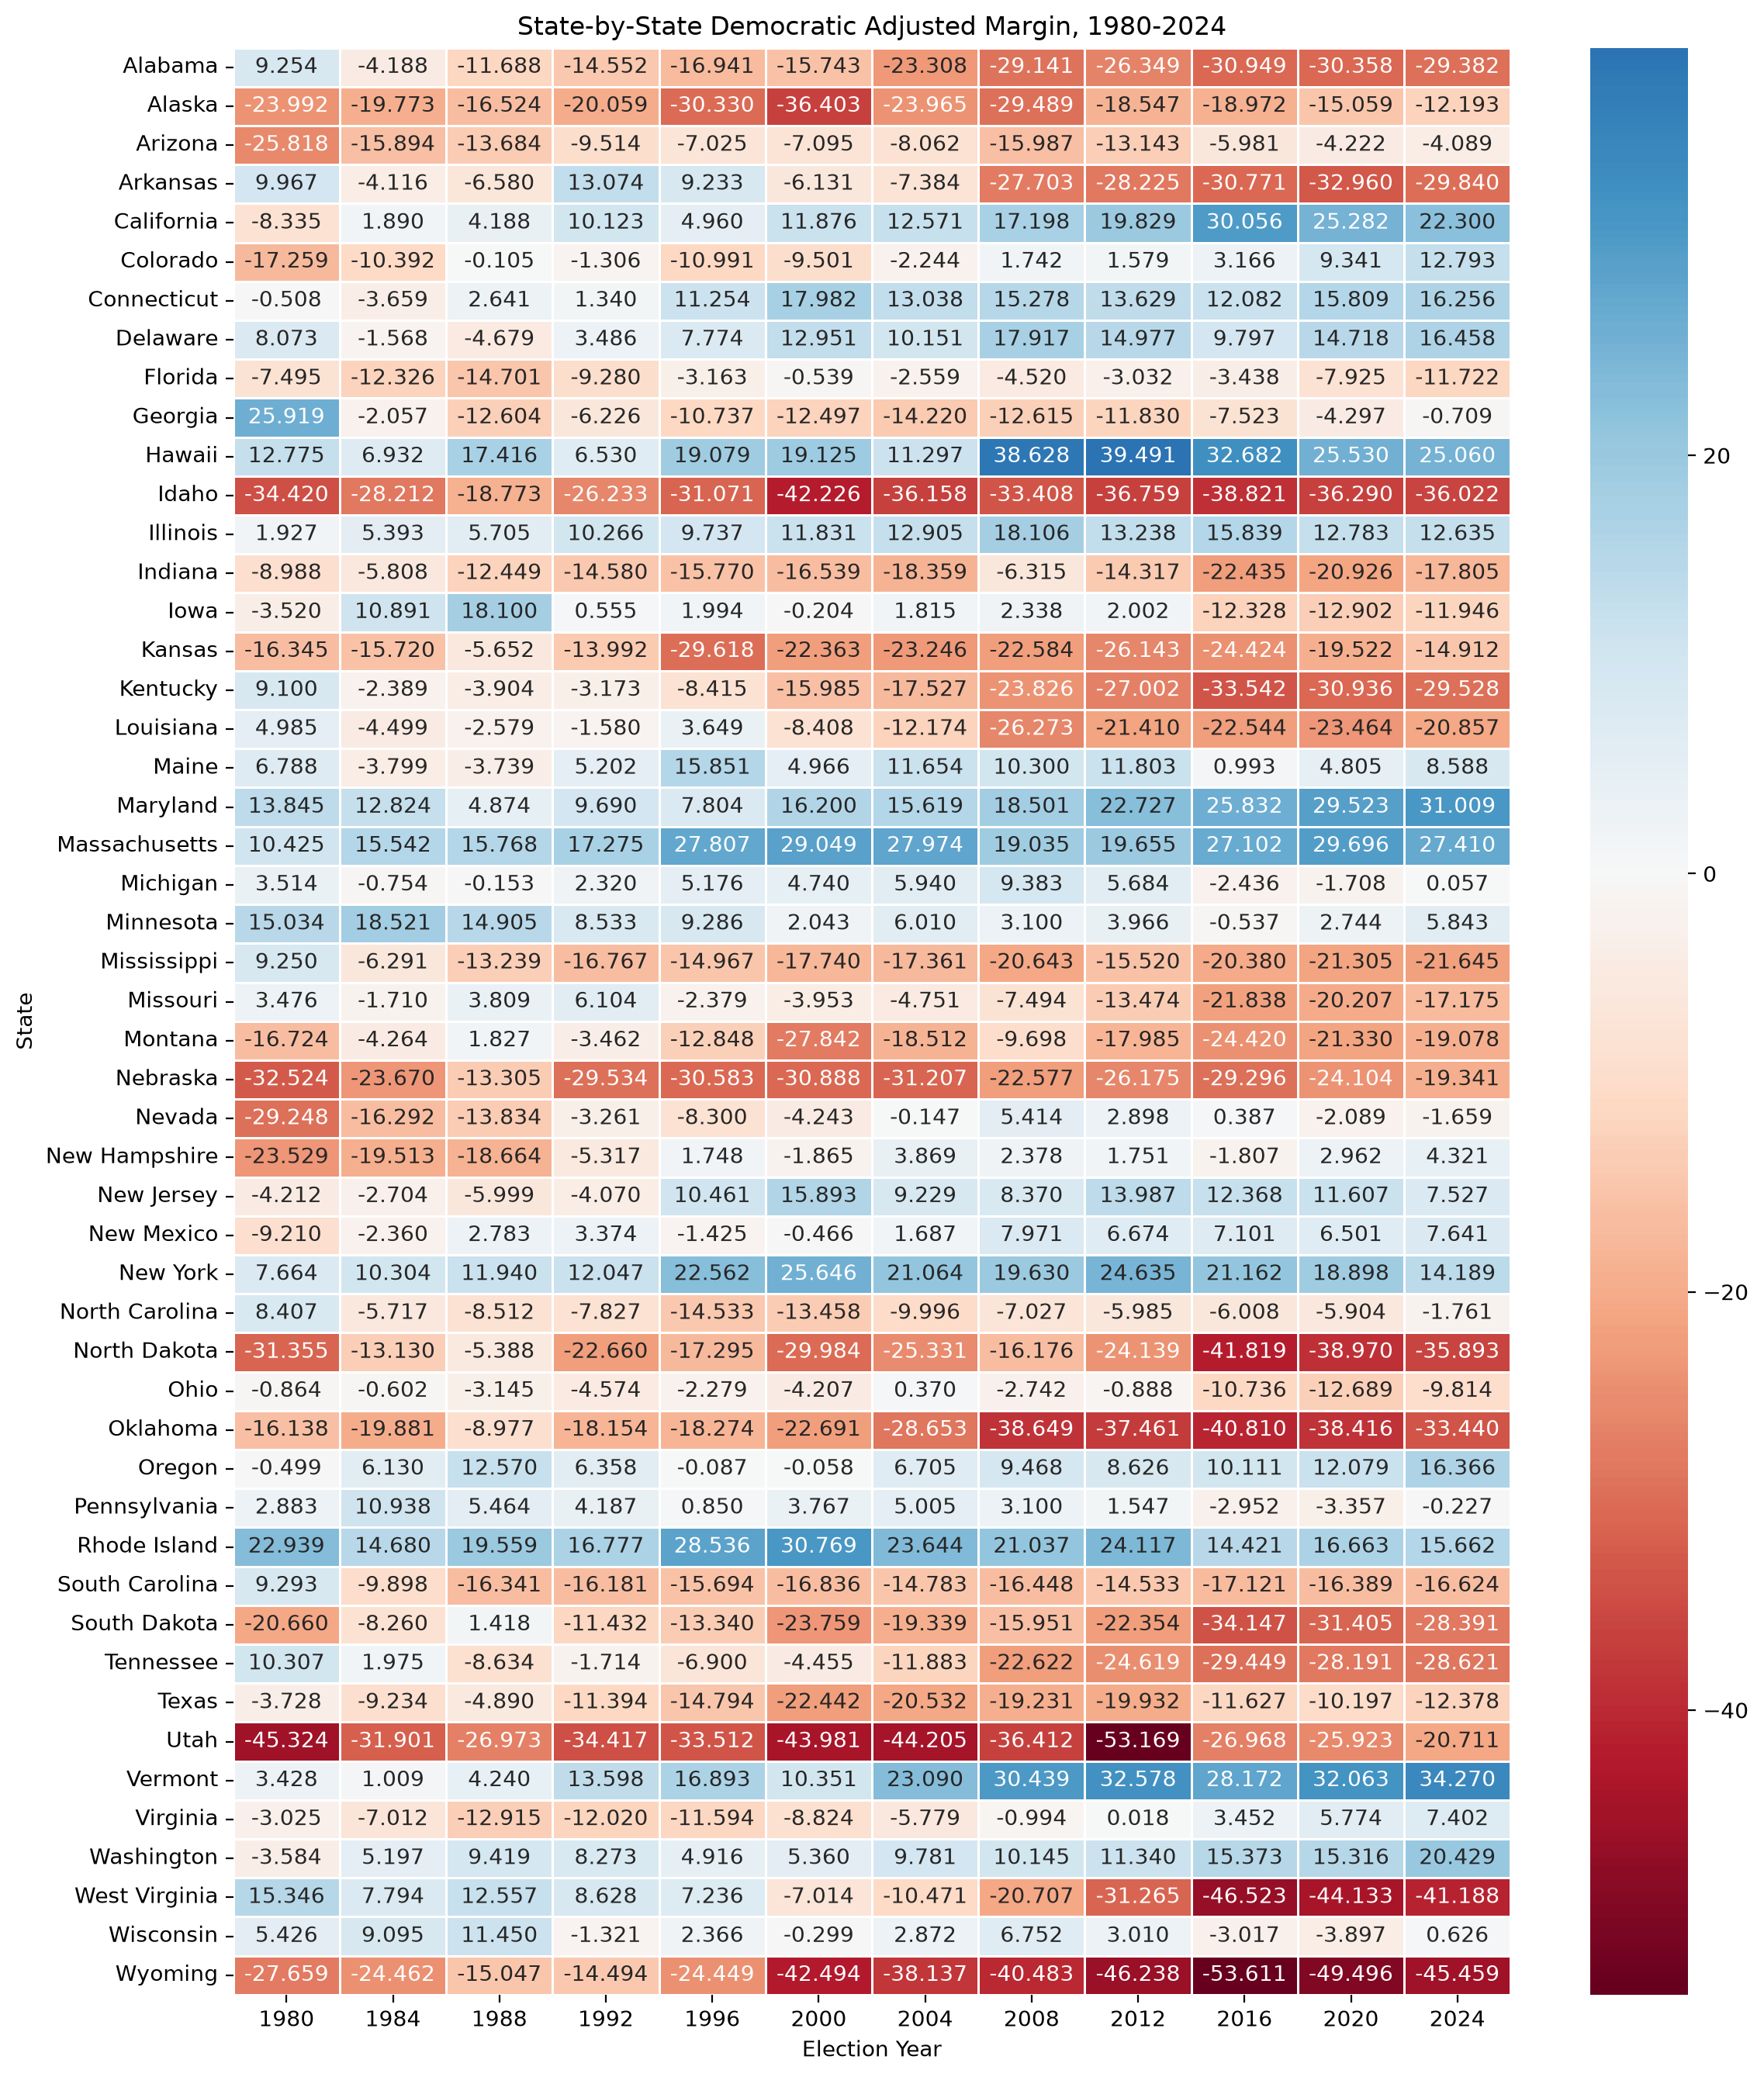 State-by-State Democratic Adjusted Margin, 1980-2024
Alabama 9.254 -4.188 -11.688 -14.552 -16.941 -15.743 -23.308 -29.141 -26.349 -30.949 -30.358 -29.382
Alaska -23.992 -19.773 -16.524 -20.059 -30.330 -36.403 -23.965 -29.489 -18.547 -18.972 -15.059 -12.193
Arizona -25.818 -15.894 -13.684 -9.514 -7.025 -7.095 -8.062 -15.987 -13.143 -5.981 -4.222 -4.089
Arkansas 9.967 -4.116 -6.580 13.074 9.233 -6.131 -7.384 -27.703 -28.225 -30.771 -32.960 -29.840
California -8.335 1.890 4.188 10.123 4.960 11.876 12.571 17.198 19.829 30.056 25.282 22.300
Colorado -17.259 -10.392 -0.105 -1.306 -10.991 -9.501 -2.244 1.742 1.579 3.166 9.341 12.793
Connecticut -0.508 -3.659 2.641 1.340 11.254 17.982 13.038 15.278 13.629 12.082 15.809 16.256
Delaware 8.073 -1.568 -4.679 3.486 7.774 12.951 10.151 17.917 14.977 9.797 14.718 16.458
Florida -7.495 -12.326 -14.701 -9.280 -3.163 -0.539 -2.559 -4.520 -3.032 -3.438 -7.925 -11.722
Georgia 25.919 -2.057 -12.604 -6.226 -10.737 -12.497 -14.220 -12.615 -11.830 -7.523 -4.297 -0.709
Hawaii 12.775 6.932 17.416 6.530 19.079 19.125 11.297 38.628 39.491 32.682 25.530 25.060
20
Idaho -34.420 -28.212 -18.773 -26.233 -31.071 -42.226 -36.158 -33.408 -36.759 -38.821 -36.290 -36.022
Illinois 1.927 5.393 5.705 10.266 9.737 11.831 12.905 18.106 13.238 15.839 12.783 12.635
Indiana -8.988 -5.808 -12.449 -14.580 -15.770 -16.539 -18.359 -6.315 -14.317 -22.435 -20.926 -17.805
Iowa -3.520 10.891 18.100 0.555 1.994 -0.204 1.815 2.338 2.002 -12.328 -12.902 -11.946
Kansas -16.345 -15.720 -5.652 -13.992 -29.618 -22.363 -23.246 -22.584 -26.143 -24.424 -19.522 -14.912
Kentucky 9.100 -2.389 -3.904 -3.173 -8.415 -15.985 -17.527 -23.826 -27.002 -33.542 -30.936 -29.528
Louisiana 4.985 -4.499 -2.579 -1.580 3.649 -8.408 -12.174 -26.273 -21.410 -22.544 -23.464 -20.857
Maine 6.788 -3.799 -3.739 5.202 15.851 4.966 11.654 10.300 11.803 0.993 4.805 8.588
Maryland 13.845 12.824 4.874 9.690 7.804 16.200 15.619 18.501 22.727 25.832 29.523 31.009
Massachusetts 10.425 15.542 15.768 17.275 27.807 29.049 27.974 19.035 19.655 27.102 29.696 27.410
Michigan 3.514 -0.754 -0.153 2.320 5.176 4.740 5.940 9.383 5.684 -2.436 -1.708 0.057
0
Minnesota 15.034 18.521 14.905 8.533 9.286 2.043 6.010 3.100 3.966 -0.537 2.744 5.843
Mississippi 9.250 -6.291 -13.239 -16.767 -14.967 -17.740 -17.361 -20.643 -15.520 -20.380 -21.305 -21.645
Missouri 3.476 -1.710 3.809 6.104 -2.379 -3.953 -4.751 -7.494 -13.474 -21.838 -20.207 -17.175
State
Montana -16.724 -4.264 1.827 -3.462 -12.848 -27.842 -18.512 -9.698 -17.985 -24.420 -21.330 -19.078
Nebraska -32.524 -23.670 -13.305 -29.534 -30.583 -30.888 -31.207 -22.577 -26.175 -29.296 -24.104 -19.341
Nevada -29.248 -16.292 -13.834 -3.261 -8.300 -4.243 -0.147 5.414 2.898 0.387 -2.089 -1.659
New Hampshire -23.529 -19.513 -18.664 -5.317 1.748 -1.865 3.869 2.378 1.751 -1.807 2.962 4.321
New Jersey -4.212 -2.704 -5.999 -4.070 10.461 15.893 9.229 8.370 13.987 12.368 11.607 7.527
New Mexico -9.210 -2.360 2.783 3.374 -1.425 -0.466 1.687 7.971 6.674 7.101 6.501 7.641
New York 7.664 10.304 11.940 12.047 22.562 25.646 21.064 19.630 24.635 21.162 18.898 14.189
−20
North Carolina 8.407 -5.717 -8.512 -7.827 -14.533 -13.458 -9.996 -7.027 -5.985 -6.008 -5.904 -1.761
North Dakota -31.355 -13.130 -5.388 -22.660 -17.295 -29.984 -25.331 -16.176 -24.139 -41.819 -38.970 -35.893
Ohio -0.864 -0.602 -3.145 -4.574 -2.279 -4.207 0.370 -2.742 -0.888 -10.736 -12.689 -9.814
Oklahoma -16.138 -19.881 -8.977 -18.154 -18.274 -22.691 -28.653 -38.649 -37.461 -40.810 -38.416 -33.440
Oregon -0.499 6.130 12.570 6.358 -0.087 -0.058 6.705 9.468 8.626 10.111 12.079 16.366
Pennsylvania 2.883 10.938 5.464 4.187 0.850 3.767 5.005 3.100 1.547 -2.952 -3.357 -0.227
Rhode Island 22.939 14.680 19.559 16.777 28.536 30.769 23.644 21.037 24.117 14.421 16.663 15.662
South Carolina 9.293 -9.898 -16.341 -16.181 -15.694 -16.836 -14.783 -16.448 -14.533 -17.121 -16.389 -16.624
South Dakota -20.660 -8.260 1.418 -11.432 -13.340 -23.759 -19.339 -15.951 -22.354 -34.147 -31.405 -28.391
Tennessee 10.307 1.975 -8.634 -1.714 -6.900 -4.455 -11.883 -22.622 -24.619 -29.449 -28.191 -28.621
Texas -3.728 -9.234 -4.890 -11.394 -14.794 -22.442 -20.532 -19.231 -19.932 -11.627 -10.197 -12.378
−40
Utah -45.324 -31.901 -26.973 -34.417 -33.512 -43.981 -44.205 -36.412 -53.169 -26.968 -25.923 -20.711
Vermont 3.428 1.009 4.240 13.598 16.893 10.351 23.090 30.439 32.578 28.172 32.063 34.270
Virginia -3.025 -7.012 -12.915 -12.020 -11.594 -8.824 -5.779 -0.994 0.018 3.452 5.774 7.402
Washington -3.584 5.197 9.419 8.273 4.916 5.360 9.781 10.145 11.340 15.373 15.316 20.429
West Virginia 15.346 7.794 12.557 8.628 7.236 -7.014 -10.471 -20.707 -31.265 -46.523 -44.133 -41.188
Wisconsin 5.426 9.095 11.450 -1.321 2.366 -0.299 2.872 6.752 3.010 -3.017 -3.897 0.626
Wyoming -27.659 -24.462 -15.047 -14.494 -24.449 -42.494 -38.137 -40.483 -46.238 -53.611 -49.496 -45.459
1980 1984 1988 1992 1996 2000 2004 2008 2012 2016 2020 2024
Election Year